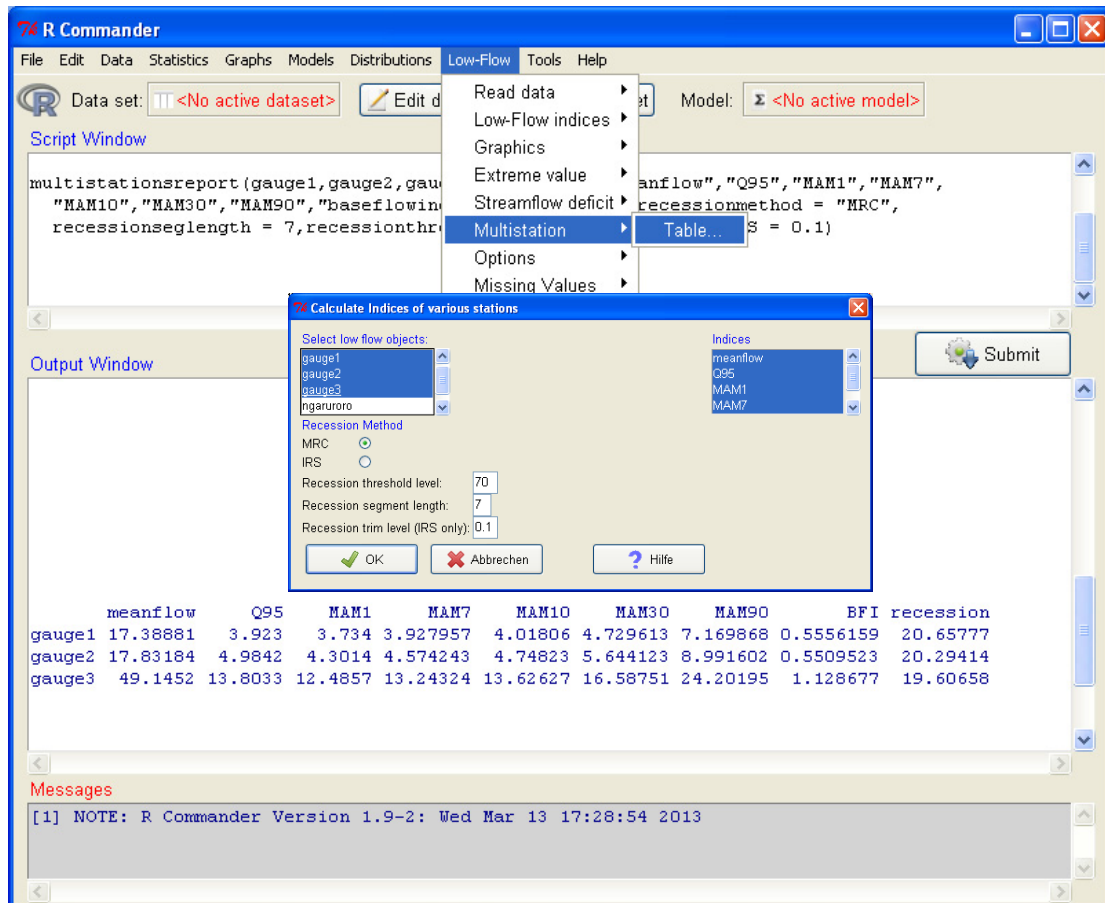 R Commander
File Edit Data Statistics Graphs Models Distributions Low-Flow Tools Help
Data set: <No active dataset> Edit d et Model: Σ <No active model>
Read data
Low-Flow indices
Graphics
Extreme value
Streamflow deficit
Multistation
Table...
Options
Missing Values
Script Window
multistationsreport(gauge1,gauge2,gau anflow","Q95","MAM1","MAM7",
"MAM10","MAM30","MAM90","baseflowin recessionmethod = "MRC",
recessionseglength = 7,recessionthr S = 0.1)
Calculate Indices of various stations
Select low flow objects:
gauge1
gauge2
gauge3
ngaruroro
Indices
meanflow
Q95
MAM1
MAM7
Recession Method
MRC
IRS
Recession threshold level: 70
Recession segment length: 7
Recession trim level (IRS only): 0.1
OK Abbrechen Hilfe
Submit
Output Window
meanflow Q95 MAM1 MAM7 MAM10 MAM30 MAM90 BFI recession
gauge1 17.38881 3.923 3.734 3.927957 4.01806 4.729613 7.169868 0.5556159 20.65777
gauge2 17.83184 4.9842 4.3014 4.574243 4.74823 5.644123 8.991602 0.5509523 20.29414
gauge3 49.1452 13.8033 12.4857 13.24324 13.62627 16.58751 24.20195 1.128677 19.60658
Messages
[1] NOTE: R Commander Version 1.9-2: Wed Mar 13 17:28:54 2013